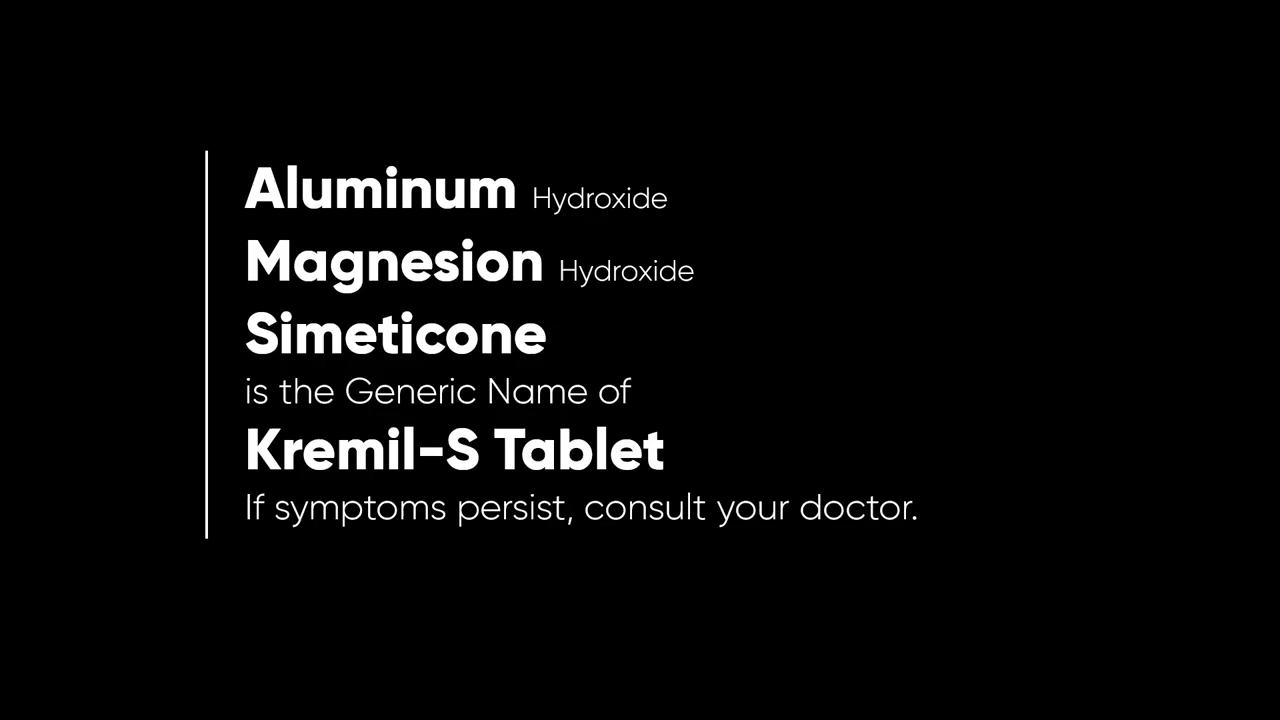 Aluminum Hydroxide
Magnesion Hydroxide
Simeticone
is the Generic Name of
Kremil-S Tablet
If symptoms persist, consult your doctor.